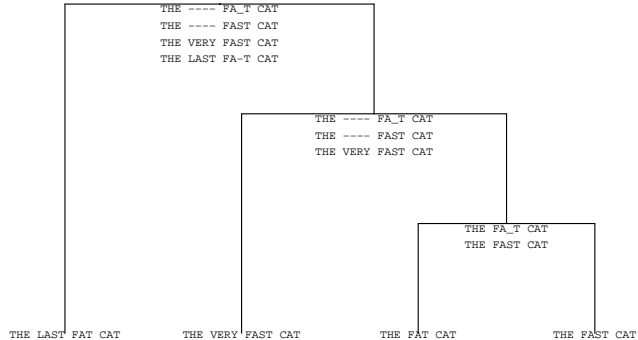 THE ---- FA_T CAT
THE ---- FAST CAT
THE VERY FAST CAT
THE LAST FA-T CAT
THE ---- FA_T CAT
THE ---- FAST CAT
THE VERY FAST CAT
THE FA_T CAT
THE FAST CAT
THE LAST FAT CAT THE VERY FAST CAT THE FAT CAT THE FAST CAT